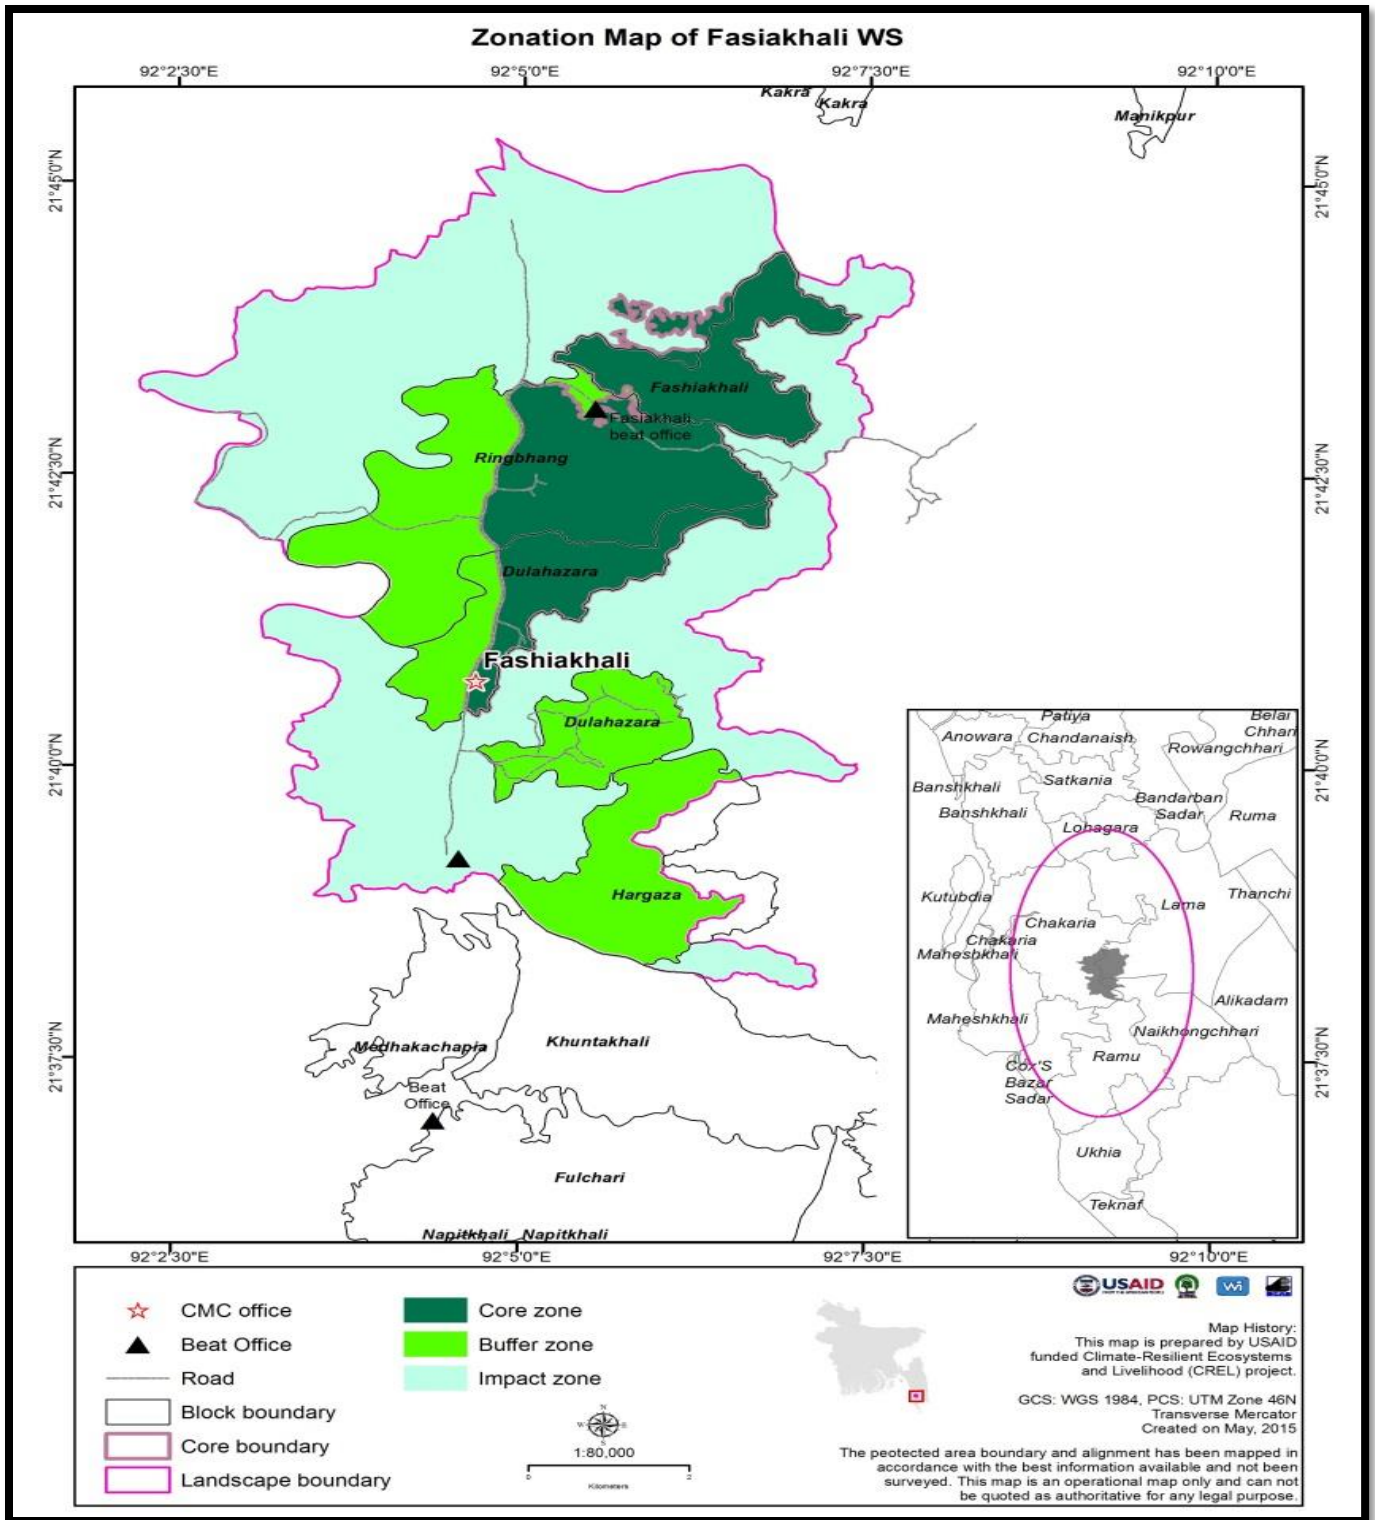 Zonation Map of Fasiakhali WS
92°2'30"E
92°5'0"E
92°7'30"E
92°10'0"E
Kakra
Kakra
Manikpur
21°45'0"N
21°45'0"N
Fashiakhali
Fasiakhali
beat office
Ringbhang
21°42'30"N
21°42'30"N
Dulahazara
Fashiakhali
Dulahazara
21°40'0"N
21°40'0"N
Hargaza
Medhakachapia
Khuntakhali
21°37'30"N
21°37'30"N
Beat
Office
Fulchari
Napitkhali
Napitkhali
Patiya
Belai
Chhari
Anowara
Chandanaish
Rowangchhari
Satkania
Banshkhali
Banshkhali
Bandarban
Sadar
Ruma
Lohagara
Kutubdia
Thanchi
Lama
Chakaria
Chakaria
Maheshkhali
Alikadam
Maheshkhali
Naikhongchhari
Ramu
Cox'S
Bazar
Sadar
Ukhia
Teknaf
92°2'30"E
92°5'0"E
92°7'30"E
92°10'0"E
CMC office
Beat Office
Road
Block boundary
Core boundary
Landscape boundary
Core zone
Buffer zone
Impact zone
N
W
E
S
1:80,000
0
2
Kilometers
USAID
Wi
Map History:
This map is prepared by USAID
funded Climate-Resilient Ecosystems
and Livelihood (CREL) project.
GCS: WGS 1984, PCS: UTM Zone 46N
Transverse Mercator
Created on May, 2015
The peotected area boundary and alignment has been mapped in
accordance with the best information available and not been
surveyed. This map is an operational map only and can not
be quoted as authoritative for any legal purpose.